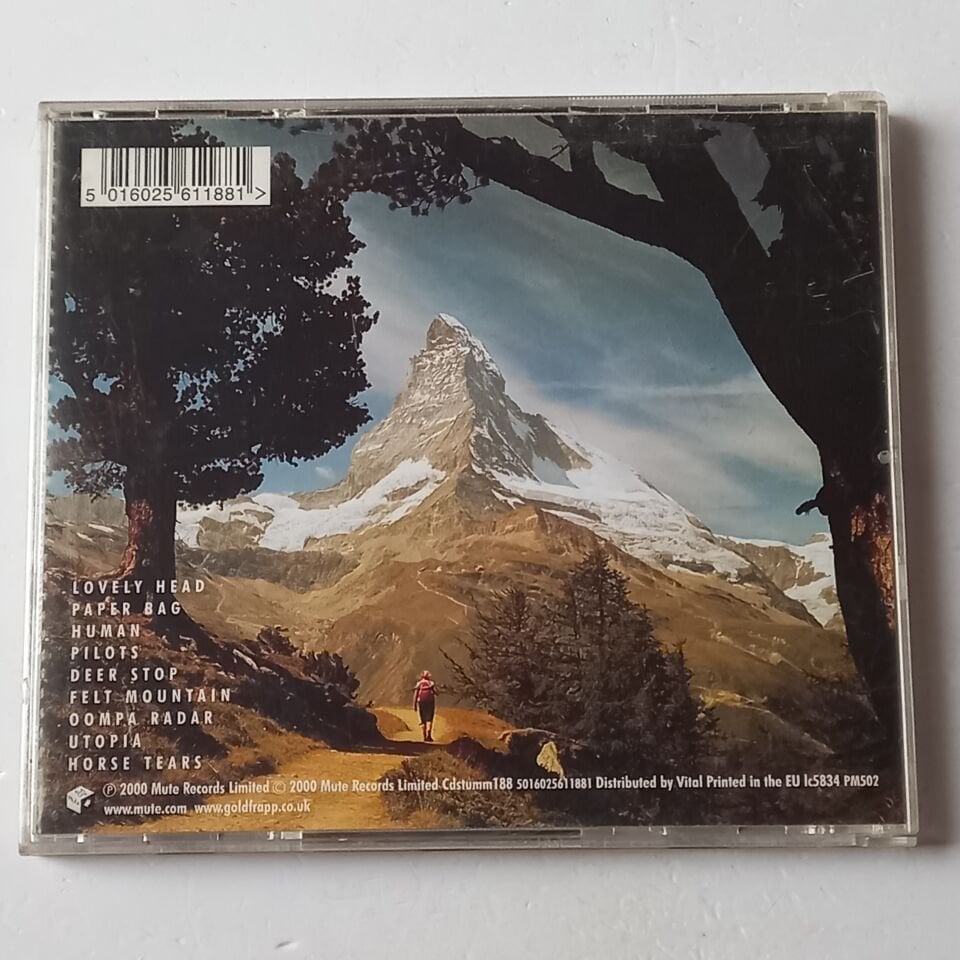 5 016025 611881 >
LOVELY HEAD
PAPER BAG
HUMAN
PILOTS
DEER STOP
FELT MOUNTAIN
OOMPA RADAR
UTOPIA
HORSE TEARS
℗ 2000 Mute Records Limited © 2000 Mute Records Limited Cdstumm188 5016025611881 Distributed by Vital Printed in the EU lc5834 PM502
www.mute.com www.goldfrapp.co.uk